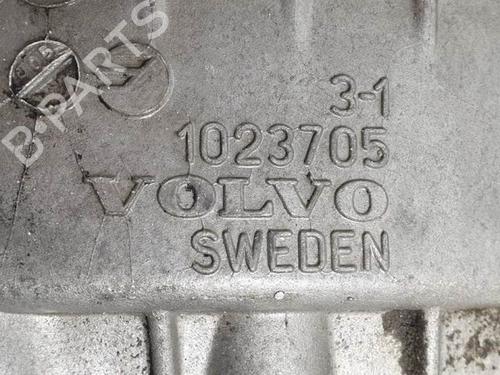 3-1
1023705
VOLVO
SWEDEN
B-PARTS